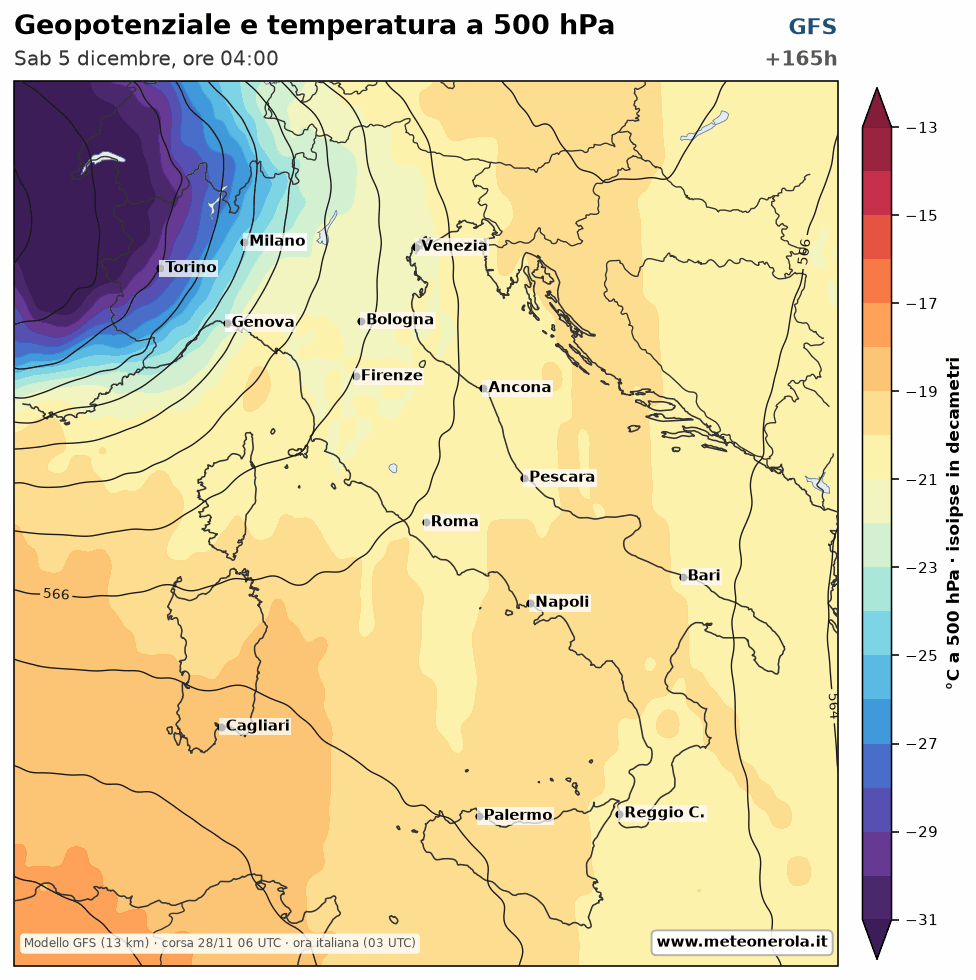 Geopotenziale e temperatura a 500 hPa
GFS
Sab 5 dicembre, ore 04:00
+165h
Milano
Venezia
Torino
566
Genova
Bologna
Firenze
Ancona
Pescara
Roma
Bari
566
Napoli
564
Cagliari
Palermo
Reggio C.
Modello GFS (13 km) · corsa 28/11 06 UTC · ora italiana (03 UTC)
www.meteonerola.it
−13
−15
−17
−19
−21
−23
−25
−27
−29
−31
°C a 500 hPa · isoipse in decametri